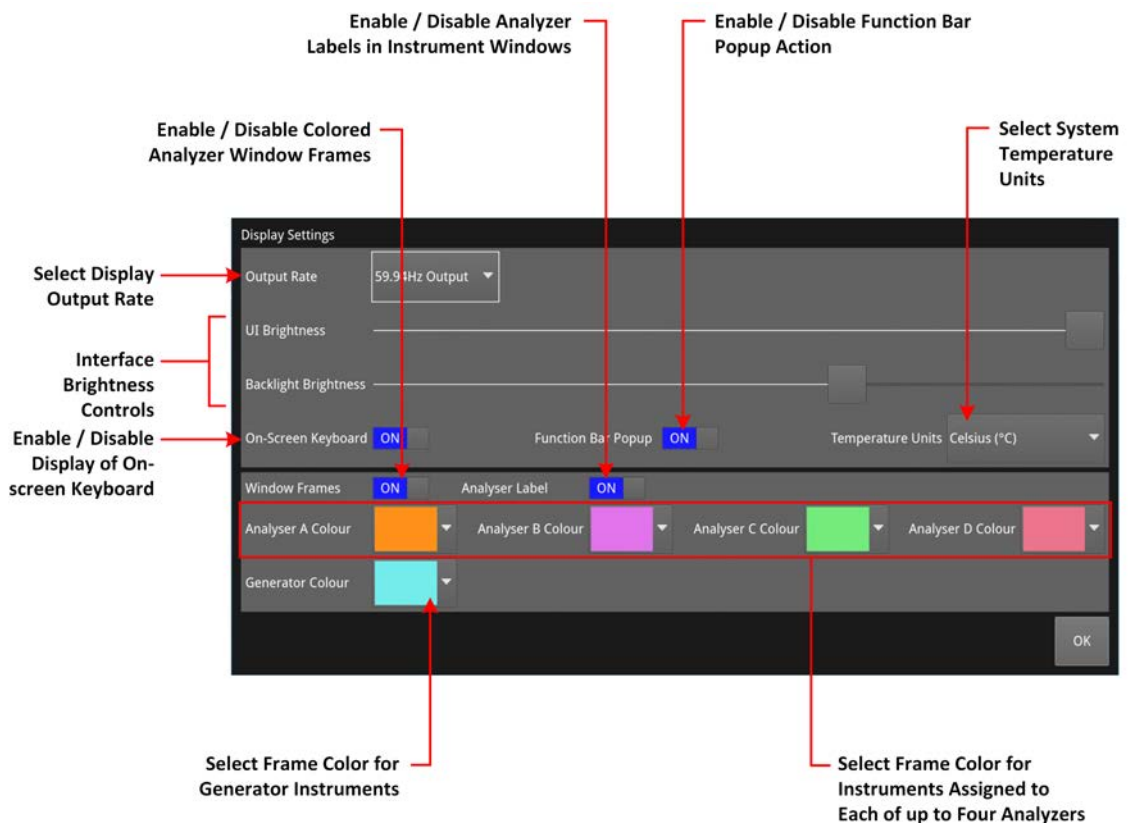 Enable / Disable Analyzer
Labels in Instrument Windows
Enable / Disable Function Bar
Popup Action
Enable / Disable Colored
Analyzer Window Frames
Select System
Temperature
Units
Select Display
Output Rate
Interface
Brightness
Controls
Enable / Disable
Display of On-
screen Keyboard
Display Settings
Output Rate
59.94Hz Output
UI Brightness
Backlight Brightness
On-Screen Keyboard ON
Function Bar Popup ON
Temperature Units Celsius (°C)
Window Frames ON
Analyser Label ON
Analyser A Colour
Analyser B Colour
Analyser C Colour
Analyser D Colour
Generator Colour
OK
Select Frame Color for
Generator Instruments
Select Frame Color for
Instruments Assigned to
Each of up to Four Analyzers